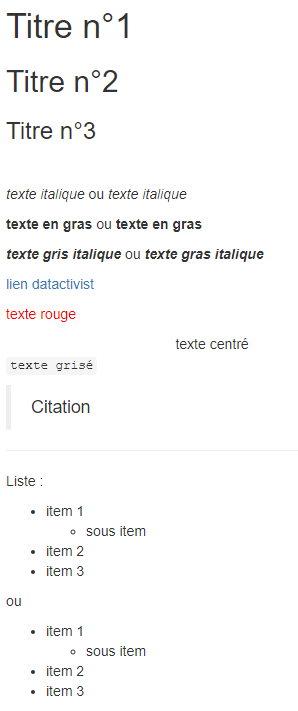 Titre n°1
Titre n°2
Titre n°3
texte italique ou texte italique
texte en gras ou texte en gras
texte gris italique ou texte gras italique
lien datactivist
texte rouge
texte centré
texte grisé
Citation
Liste :
item 1
sous item
item 2
item 3
ou
item 1
sous item
item 2
item 3